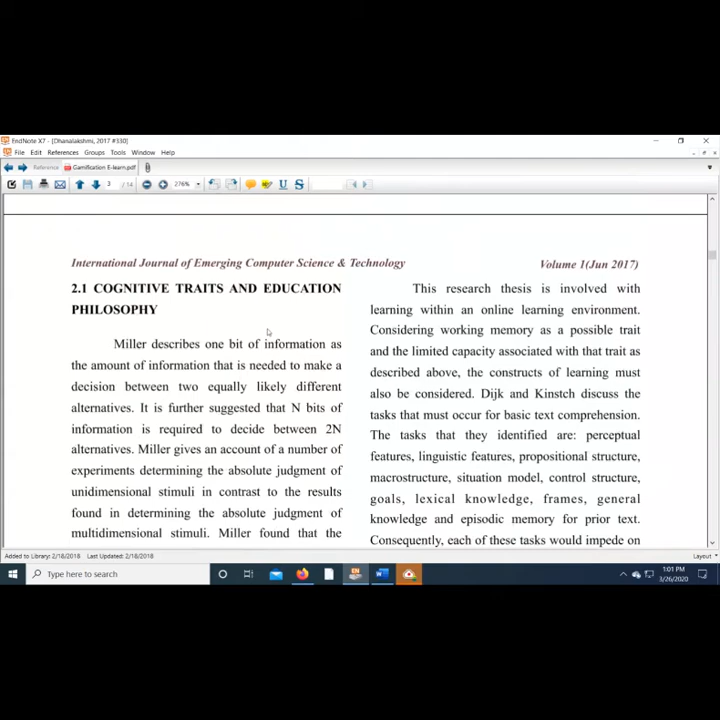 EndNote X7 - [Dhanalakshmi, 2017 #330]
File Edit References Groups Tools Window Help
Reference Gamification E-learn.pdf
3 / 14 276%
International Journal of Emerging Computer Science & Technology Volume 1(Jun 2017)
2.1 COGNITIVE TRAITS AND EDUCATION
PHILOSOPHY
Miller describes one bit of information as
the amount of information that is needed to make a
decision between two equally likely different
alternatives. It is further suggested that N bits of
information is required to decide between 2N
alternatives. Miller gives an account of a number of
experiments determining the absolute judgment of
unidimensional stimuli in contrast to the results
found in determining the absolute judgment of
multidimensional stimuli. Miller found that the
This research thesis is involved with
learning within an online learning environment.
Considering working memory as a possible trait
and the limited capacity associated with that trait as
described above, the constructs of learning must
also be considered. Dijk and Kinstch discuss the
tasks that must occur for basic text comprehension.
The tasks that they identified are: perceptual
features, linguistic features, propositional structure,
macrostructure, situation model, control structure,
goals, lexical knowledge, frames, general
knowledge and episodic memory for prior text.
Consequently, each of these tasks would impede on
Added to Library: 2/18/2018 Last Updated: 2/18/2018 Layout
Type here to search
1:01 PM
3/26/2020